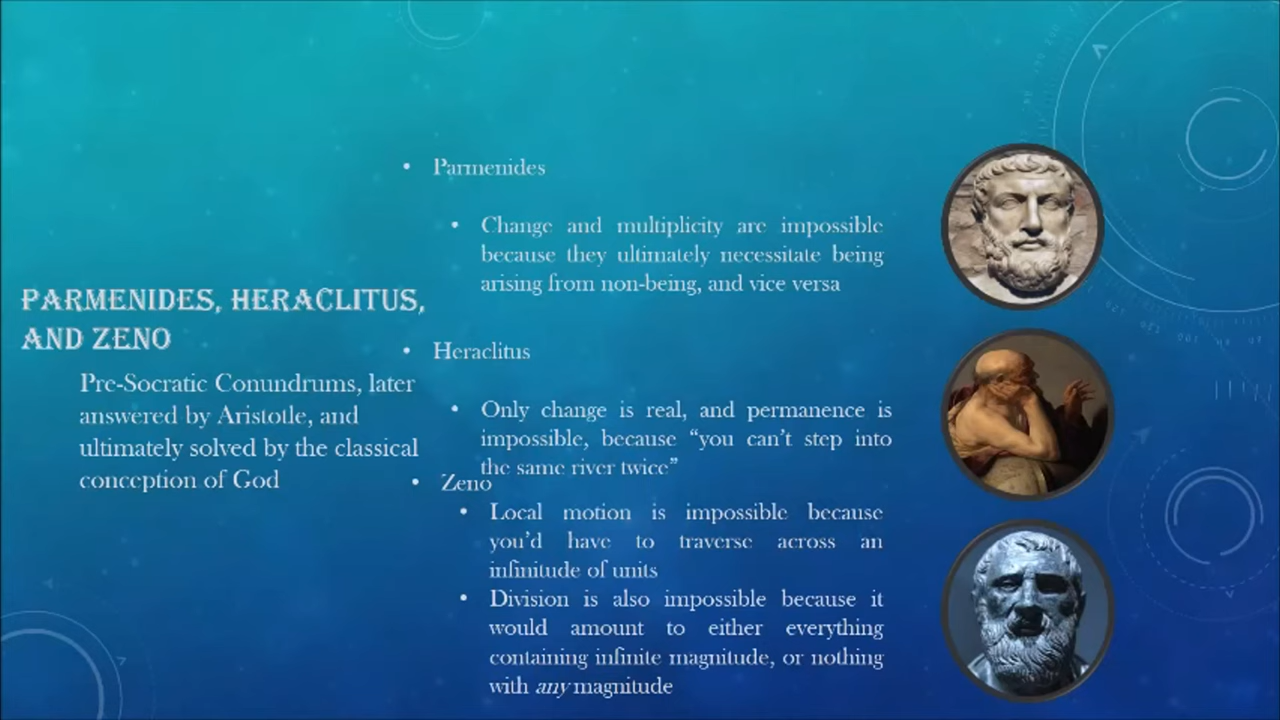 PARMENIDES, HERACLITUS,
AND ZENO
Pre-Socratic Conundrums, later
answered by Aristotle, and
ultimately solved by the classical
conception of God
• Parmenides
• Change and multiplicity are impossible
because they ultimately necessitate being
arising from non-being, and vice versa
• Heraclitus
• Only change is real, and permanence is
impossible, because “you can’t step into
the same river twice”
• Zeno
• Local motion is impossible because
you’d have to traverse across an
infinitude of units
• Division is also impossible because it
would amount to either everything
containing infinite magnitude, or nothing
with any magnitude